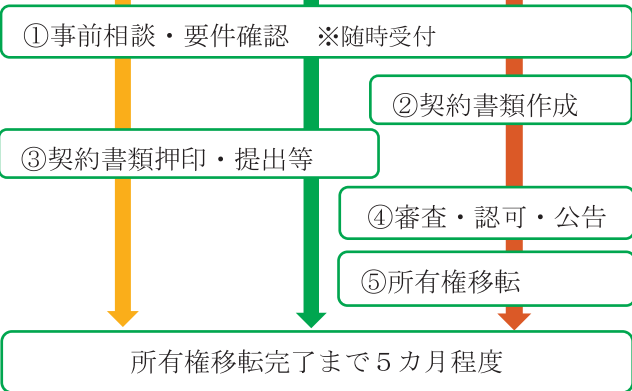 ①事前相談・要件確認　※随時受付
②契約書類作成
③契約書類押印・提出等
④審査・認可・公告
⑤所有権移転
所有権移転完了まで５カ月程度